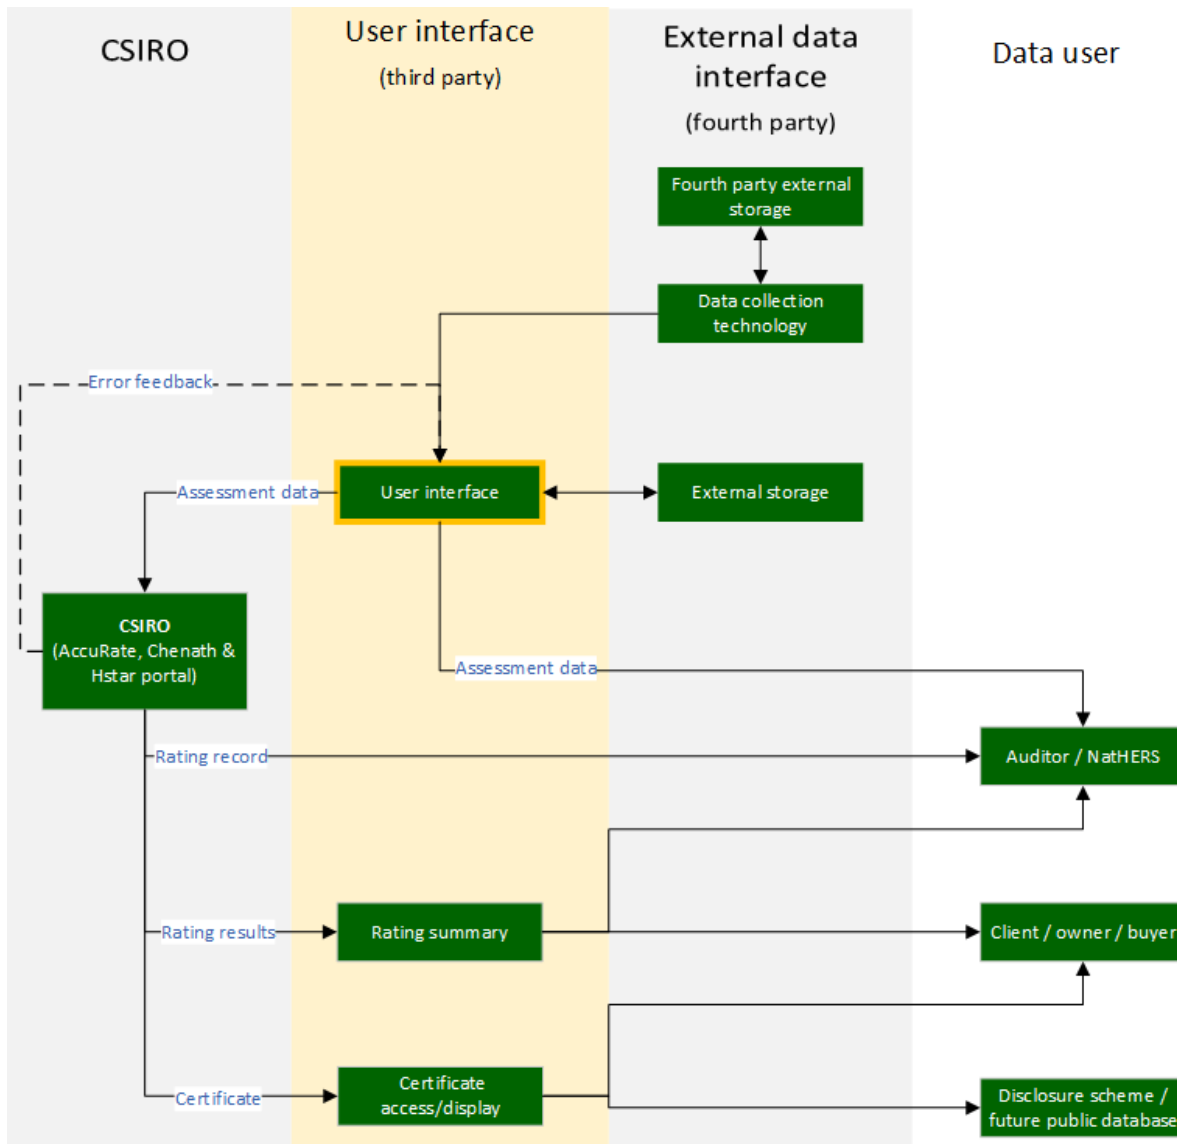 CSIRO
User interface
(third party)
External data
interface
(fourth party)
Data user
Fourth party external
storage
Data collection
technology
Error feedback
Assessment data
User interface
External storage
CSIRO
(AccuRate, Chenath &
Hstar portal)
Assessment data
Rating record
Auditor / NatHERS
Rating results
Rating summary
Client / owner / buyer
Certificate
Certificate
access/display
Disclosure scheme /
future public database